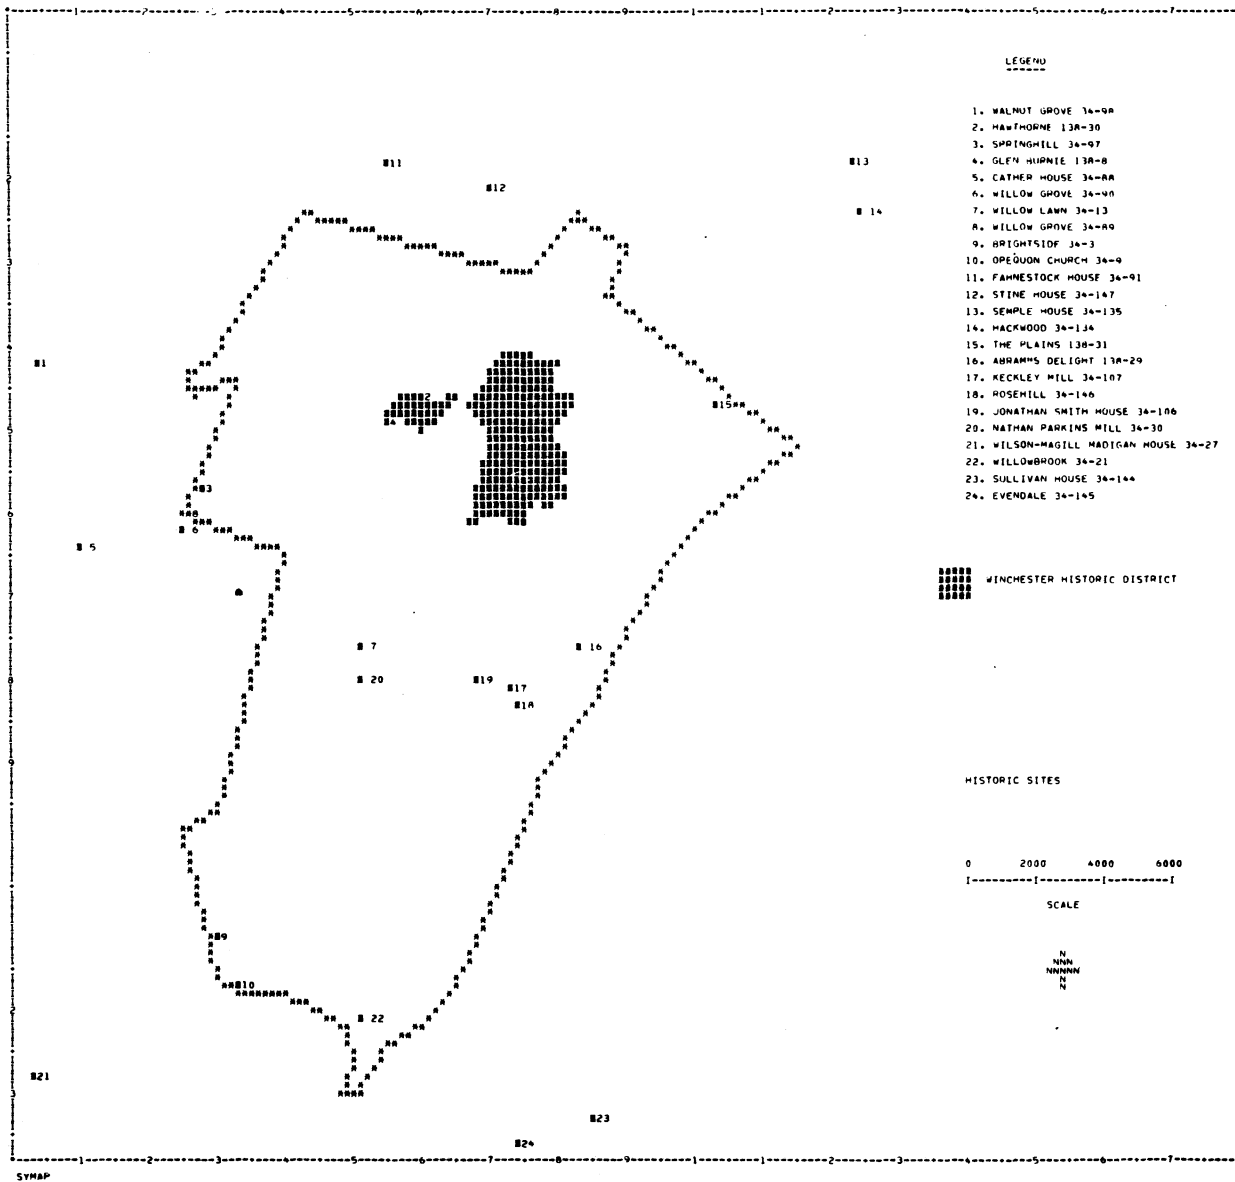 LEGEND
1. WALNUT GROVE 34-98
2. HAWTHORNE 138-30
3. SPRINGHILL 34-97
4. GLEN BURNIE 138-8
5. CATHER HOUSE 34-88
6. WILLOW GROVE 34-90
7. WILLOW LAWN 34-13
8. WILLOW GROVE 34-89
9. BRIGHTSIDE 34-3
10. OPEQUON CHURCH 34-9
11. FAHNESTOCK HOUSE 34-91
12. STINE HOUSE 34-147
13. SEMPLE HOUSE 34-135
14. HACKWOOD 34-134
15. THE PLAINS 138-31
16. ABRAMS DELIGHT 138-29
17. KECKLEY MILL 34-107
18. ROSEHILL 34-146
19. JONATHAN SMITH HOUSE 34-106
20. NATHAN PARKINS MILL 34-30
21. WILSON-MAGILL MADIGAN HOUSE 34-27
22. WILLOWBROOK 34-21
23. SULLIVAN HOUSE 34-144
24. EVENDALE 34-145
WINCHESTER HISTORIC DISTRICT
HISTORIC SITES
0 2000 4000 6000
I---------I---------I---------I
SCALE
N
NNN
NNNNN
N
N
11
13
12
14
1
2
15
4
3
8
6
5
7
16
20
19
17
18
9
10
22
21
23
24
SYMAP